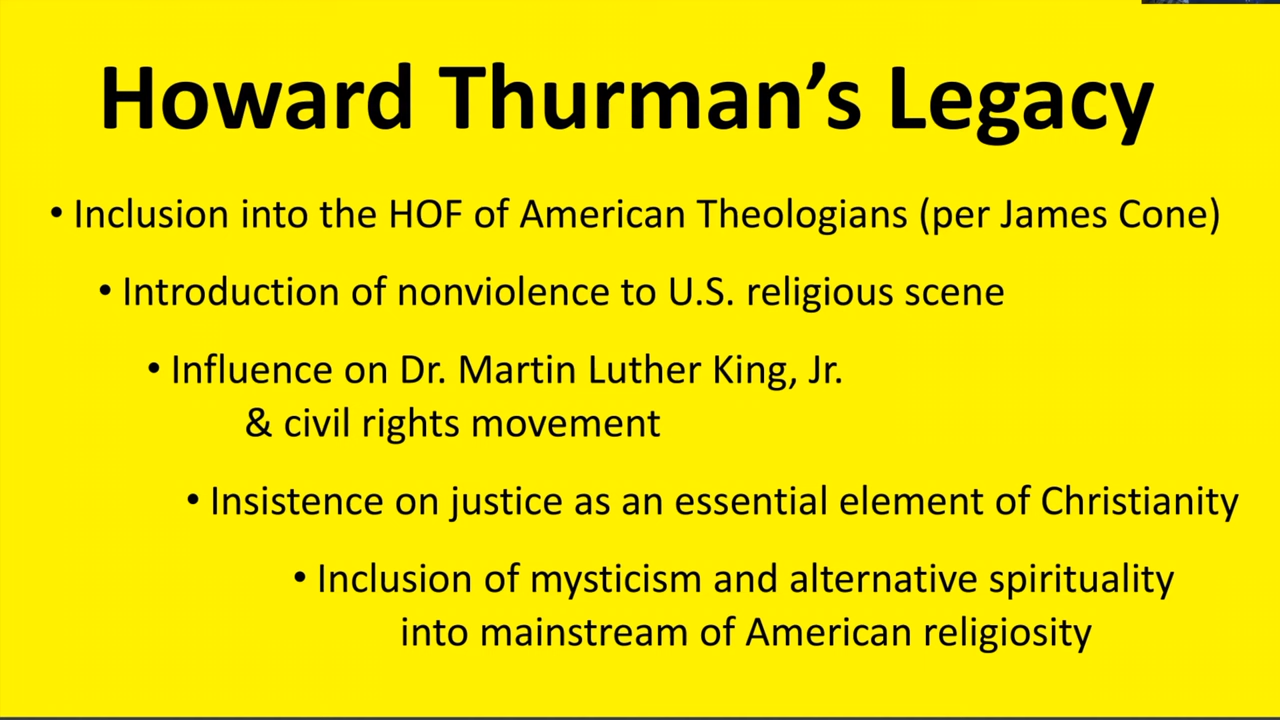 Howard Thurman’s Legacy
• Inclusion into the HOF of American Theologians (per James Cone)
• Introduction of nonviolence to U.S. religious scene
• Influence on Dr. Martin Luther King, Jr.
& civil rights movement
• Insistence on justice as an essential element of Christianity
• Inclusion of mysticism and alternative spirituality
into mainstream of American religiosity